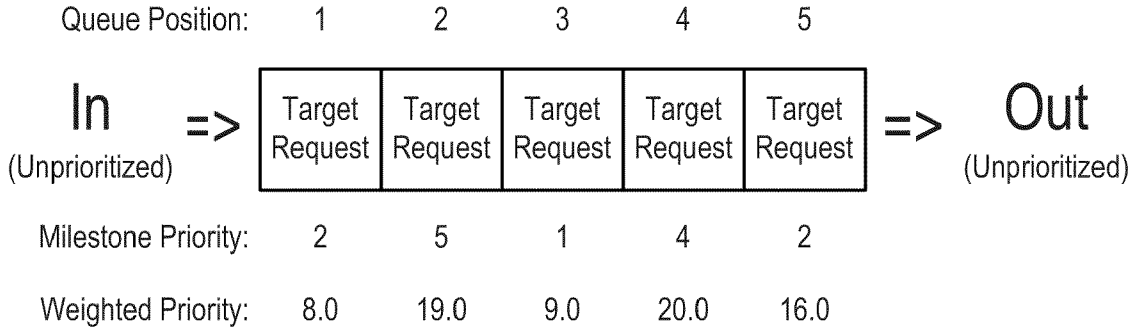 Queue Position: 1 2 3 4 5
In => Target Request Target Request Target Request Target Request Target Request => Out
(Unprioritized) (Unprioritized)
Milestone Priority: 2 5 1 4 2
Weighted Priority: 8.0 19.0 9.0 20.0 16.0